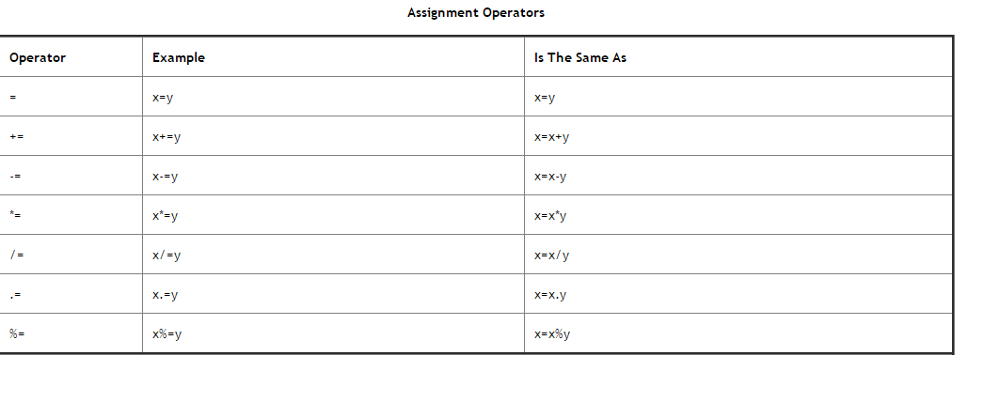 Assignment Operators
Operator Example Is The Same As
= x=y x=y
+= x+=y x=x+y
-= x-=y x=x-y
*= x*=y x=x*y
/= x/=y x=x/y
.= x.=y x=x.y
%= x%=y x=x%y